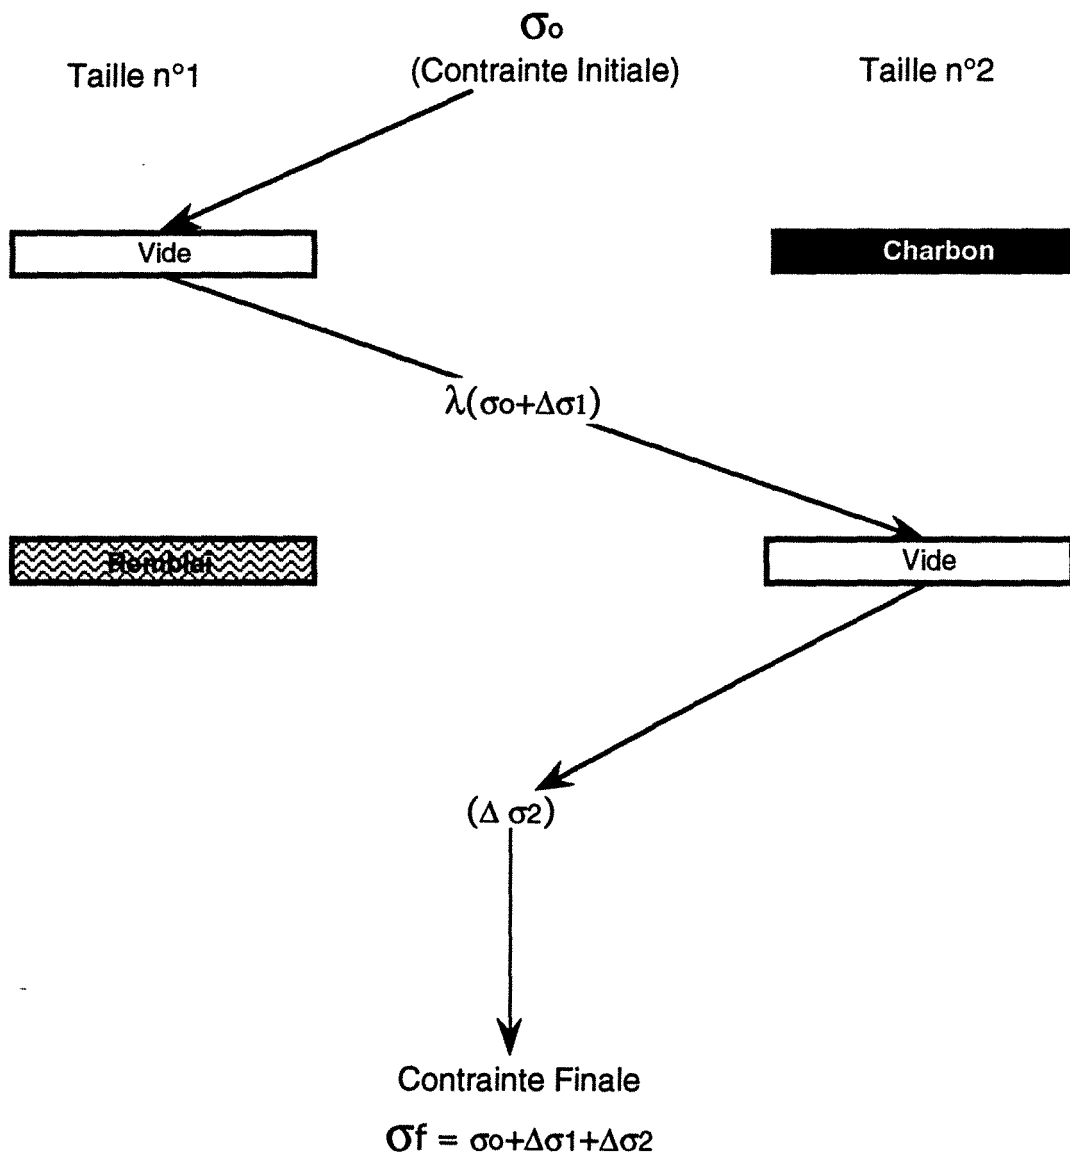 σo
Taille n°1 (Contrainte Initiale) Taille n°2
Vide Charbon
λ(σo+Δσ1)
Remblei Vide
(Δ σ2)
Contrainte Finale
σf = σo+Δσ1+Δσ2